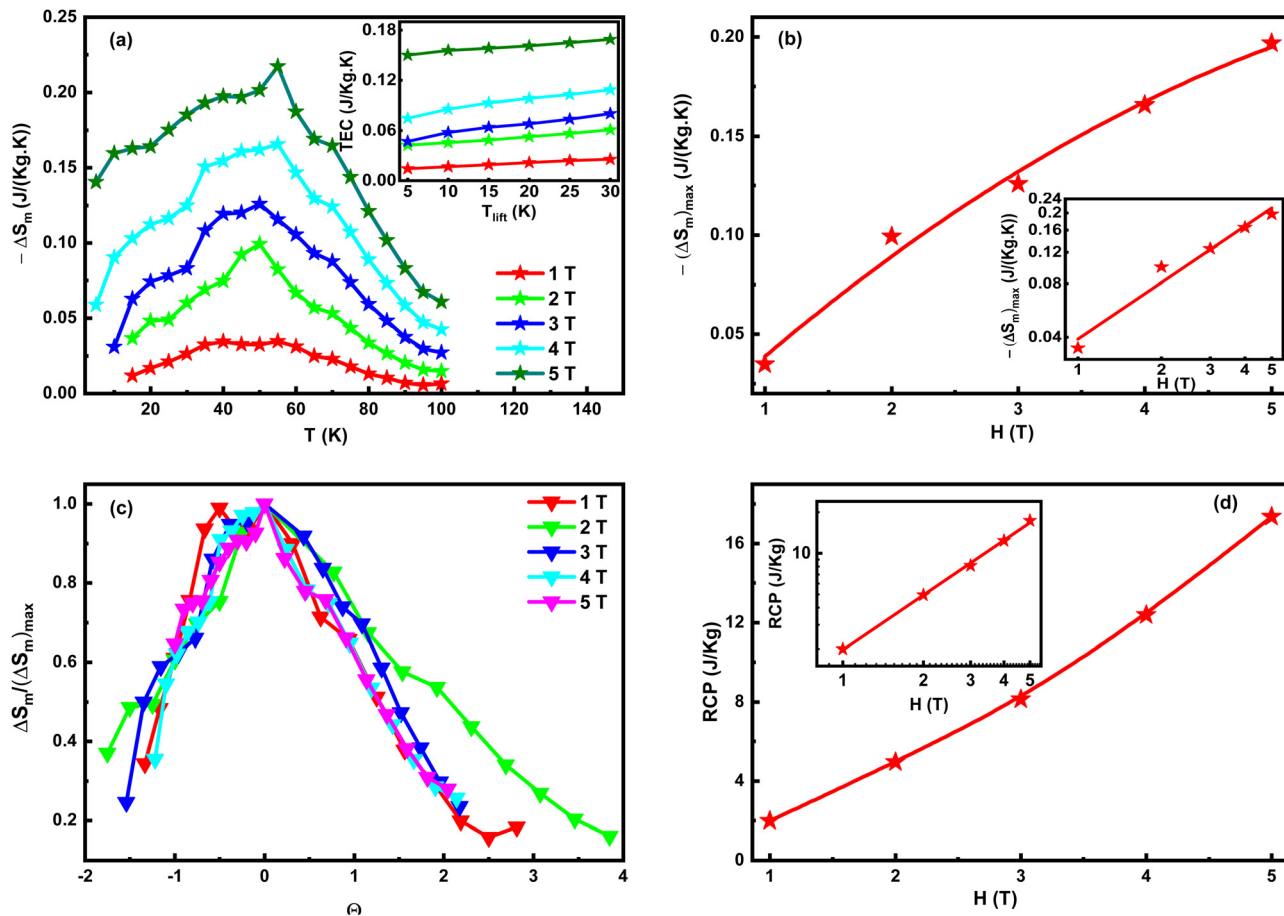 (a)
− ΔSₘ (J/(Kg.K))
0.25
0.20
0.15
0.10
0.05
0.00
20
40
60
80
100
120
140
T (K)
1 T
2 T
3 T
4 T
5 T
TEC (J/Kg.K)
0.18
0.12
0.06
0.00
5
10
15
20
25
30
T_lift (K)
(b)
− (ΔSₘ)_max (J/(Kg.K))
0.20
0.15
0.10
0.05
1
2
3
4
5
H (T)
− (ΔSₘ)_max (J/(Kg.K))
0.24
0.2
0.16
0.12
0.08
0.04
1
2
3
4
5
H (T)
(c)
ΔSₘ/(ΔSₘ)_max
1.0
0.8
0.6
0.4
0.2
-2
-1
0
1
2
3
4
Θ
1 T
2 T
3 T
4 T
5 T
(d)
RCP (J/Kg)
16
12
8
4
0
1
2
3
4
5
H (T)
RCP (J/Kg)
10
1
2
3
4
5
H (T)